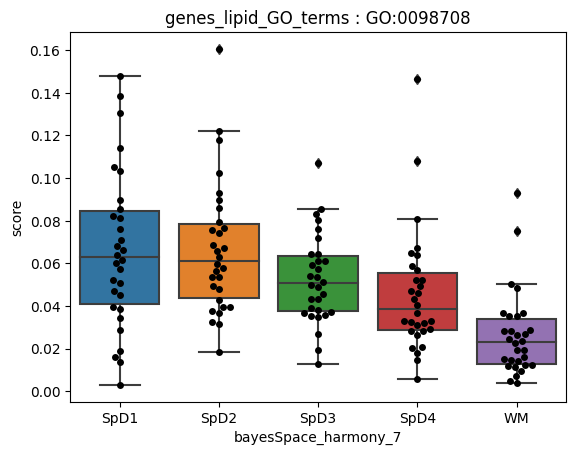 genes_lipid_GO_terms : GO:0098708
score
0.16
0.14
0.12
0.10
0.08
0.06
0.04
0.02
0.00
SpD1 SpD2 SpD3 SpD4 WM
bayesSpace_harmony_7